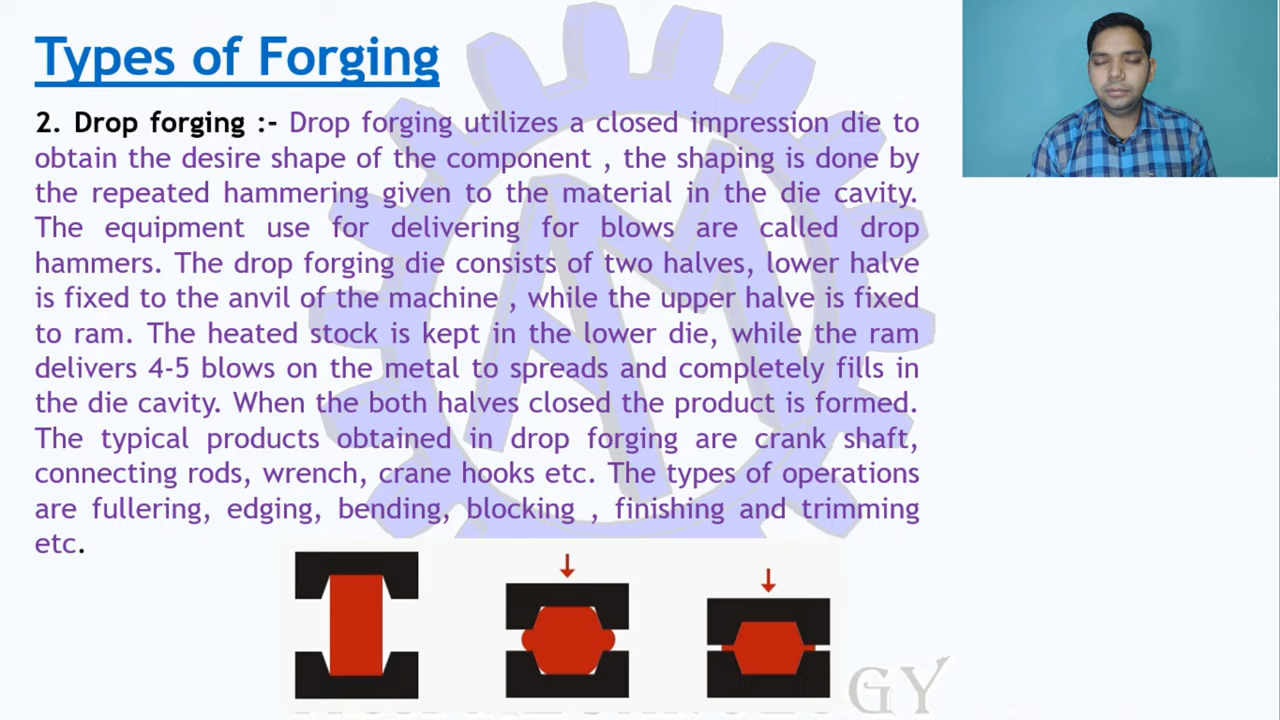 Types of Forging
2. Drop forging :- Drop forging utilizes a closed impression die to
obtain the desire shape of the component , the shaping is done by
the repeated hammering given to the material in the die cavity.
The equipment use for delivering for blows are called drop
hammers. The drop forging die consists of two halves, lower halve
is fixed to the anvil of the machine , while the upper halve is fixed
to ram. The heated stock is kept in the lower die, while the ram
delivers 4-5 blows on the metal to spreads and completely fills in
the die cavity. When the both halves closed the product is formed.
The typical products obtained in drop forging are crank shaft,
connecting rods, wrench, crane hooks etc. The types of operations
are fullering, edging, bending, blocking , finishing and trimming
etc.
GY